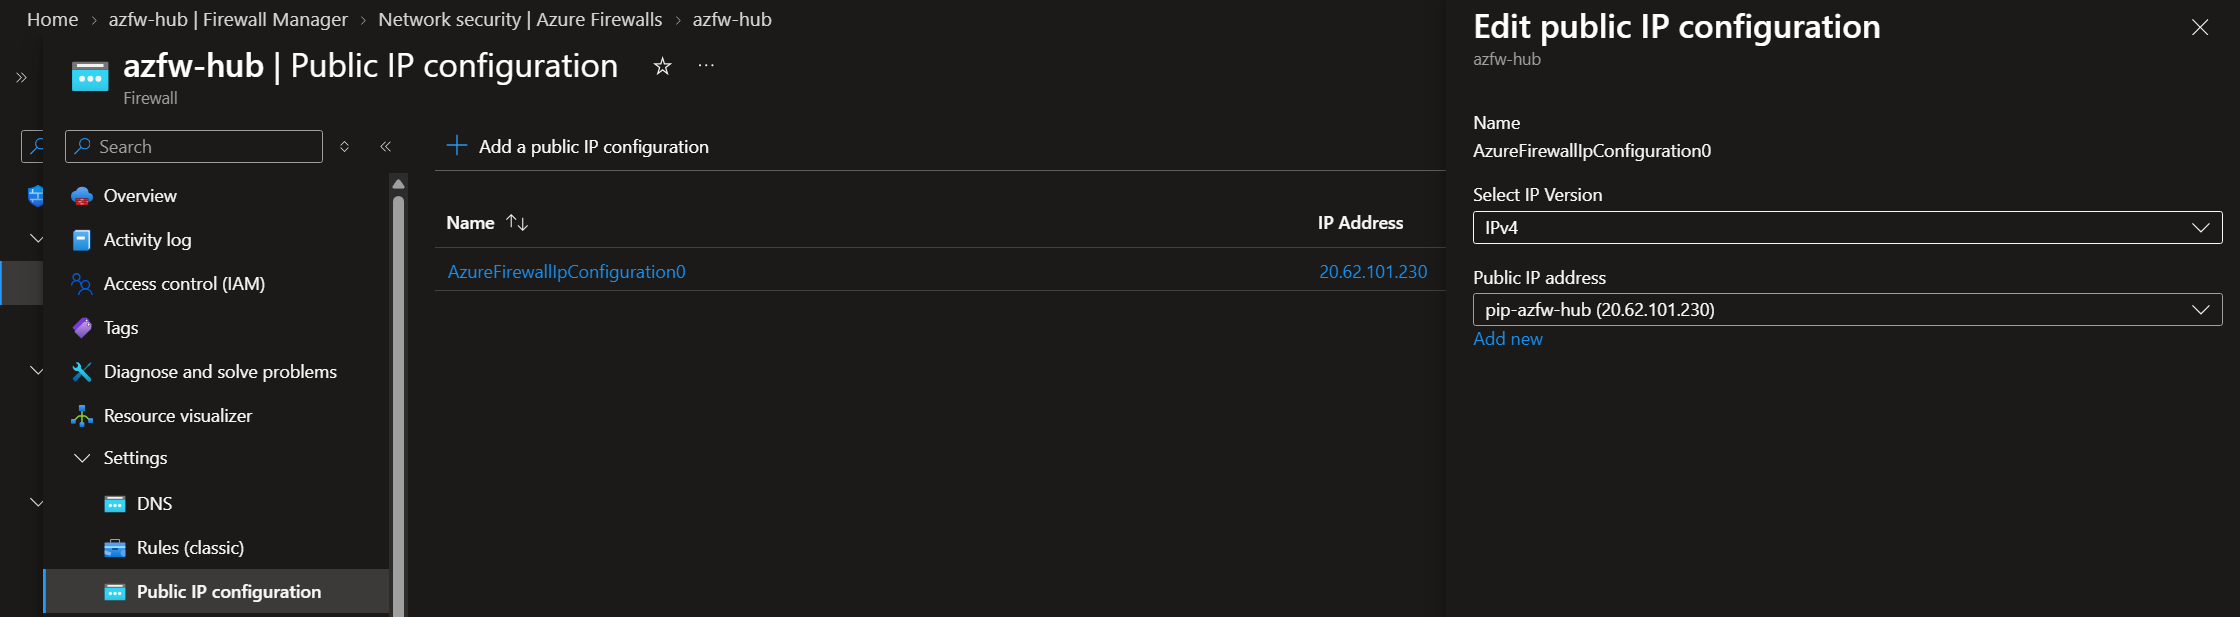 Home > azfw-hub | Firewall Manager > Network security | Azure Firewalls > azfw-hub
azfw-hub | Public IP configuration
Firewall
Search
Overview
Activity log
Access control (IAM)
Tags
Diagnose and solve problems
Resource visualizer
Settings
DNS
Rules (classic)
Public IP configuration
Add a public IP configuration
Name IP Address
AzureFirewallIpConfiguration0 20.62.101.230
Edit public IP configuration
azfw-hub
Name
AzureFirewallIpConfiguration0
Select IP Version
IPv4
Public IP address
pip-azfw-hub (20.62.101.230)
Add new